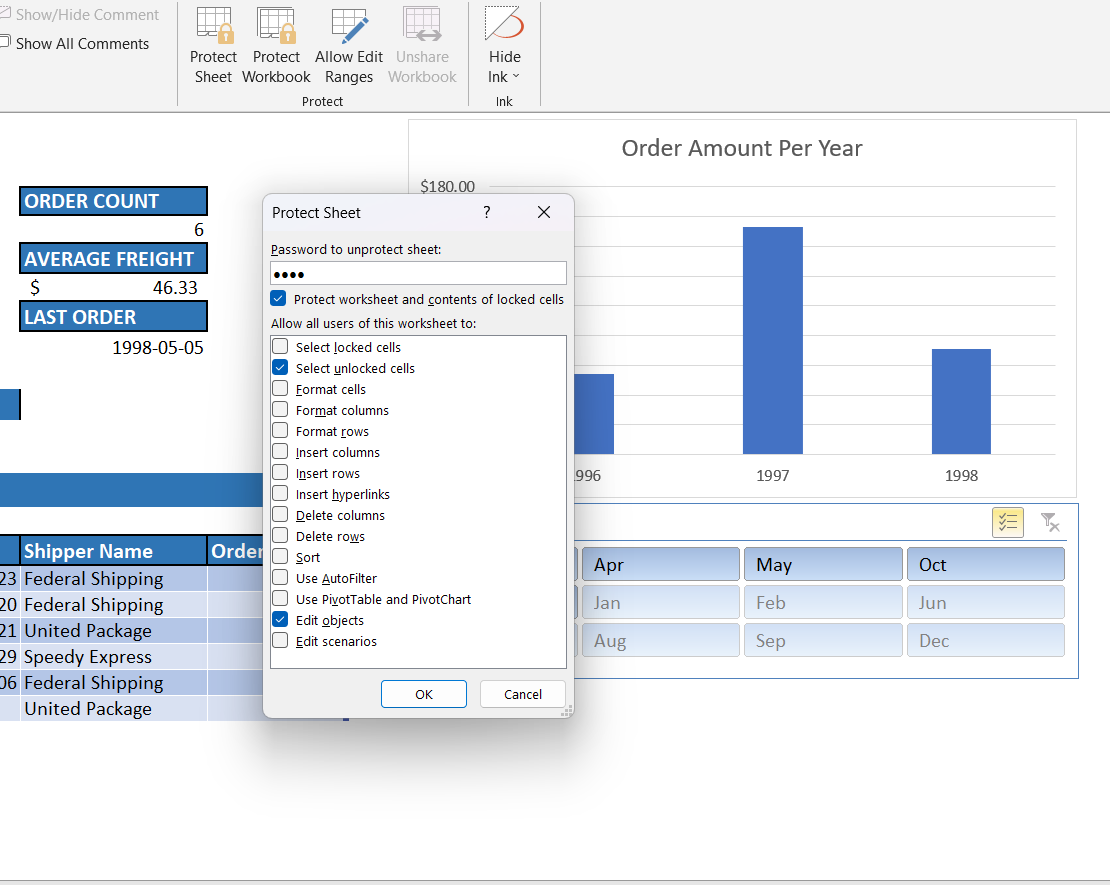 Show/Hide Comment
Show All Comments
Protect Sheet
Protect Workbook
Allow Edit Ranges
Unshare Workbook
Protect
Hide Ink
Ink
ORDER COUNT
6
AVERAGE FREIGHT
$ 46.33
LAST ORDER
1998-05-05
Order Amount Per Year
$180.00
996
1997
1998
Protect Sheet
?
Password to unprotect sheet:
••••
Protect worksheet and contents of locked cells
Allow all users of this worksheet to:
Select locked cells
Select unlocked cells
Format cells
Format columns
Format rows
Insert columns
Insert rows
Insert hyperlinks
Delete columns
Delete rows
Sort
Use AutoFilter
Use PivotTable and PivotChart
Edit objects
Edit scenarios
OK
Cancel
Shipper Name Order
23 Federal Shipping
20 Federal Shipping
21 United Package
29 Speedy Express
06 Federal Shipping
United Package
Apr May Oct
Jan Feb Jun
Aug Sep Dec